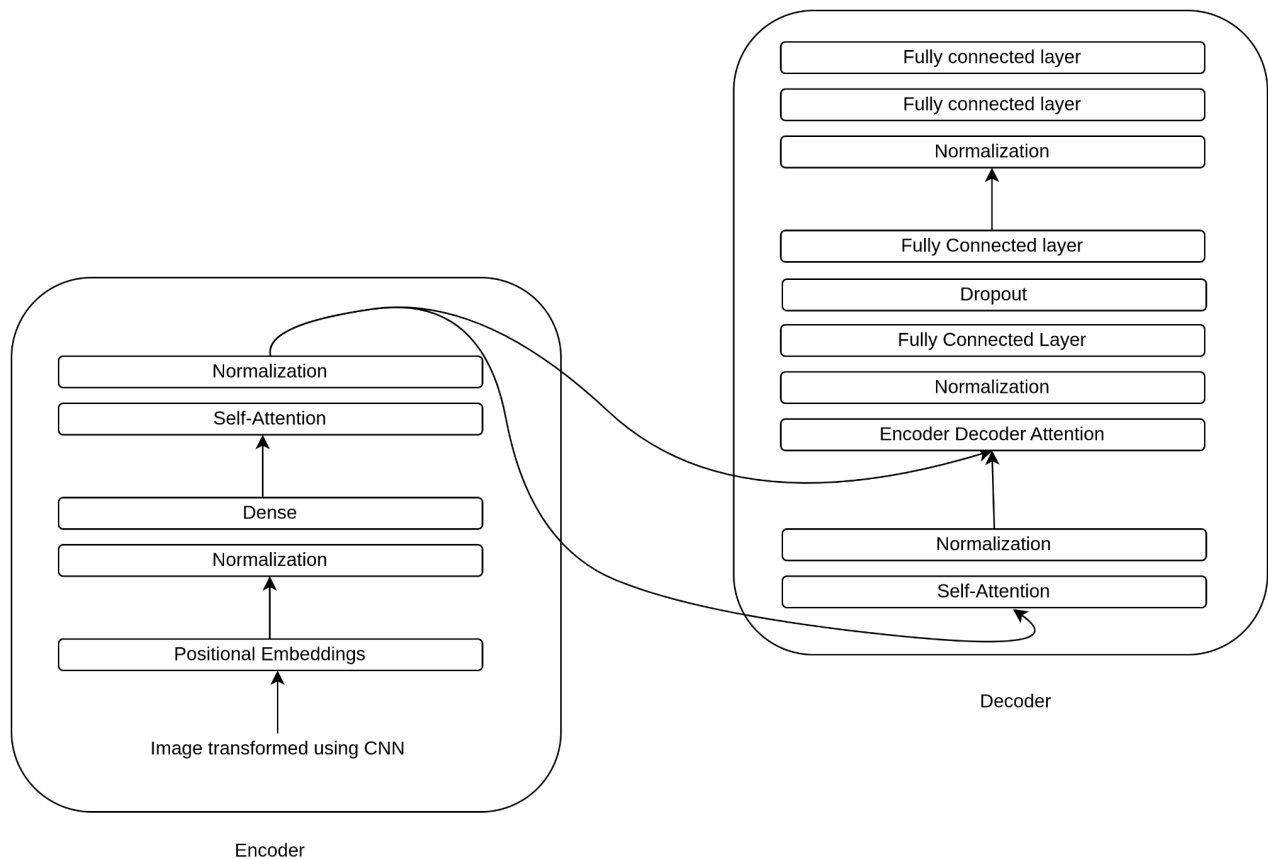 Fully connected layer
Fully connected layer
Normalization
Fully Connected layer
Dropout
Fully Connected Layer
Normalization
Encoder Decoder Attention
Normalization
Self-Attention
Decoder
Normalization
Self-Attention
Dense
Normalization
Positional Embeddings
Image transformed using CNN
Encoder